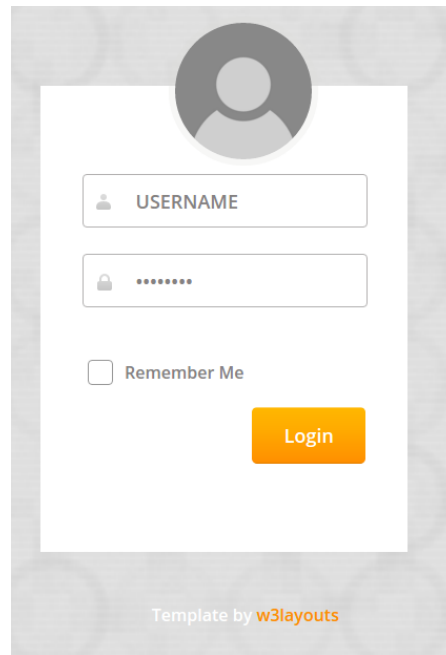 USERNAME
••••••••
Remember Me
Login
Template by w3layouts